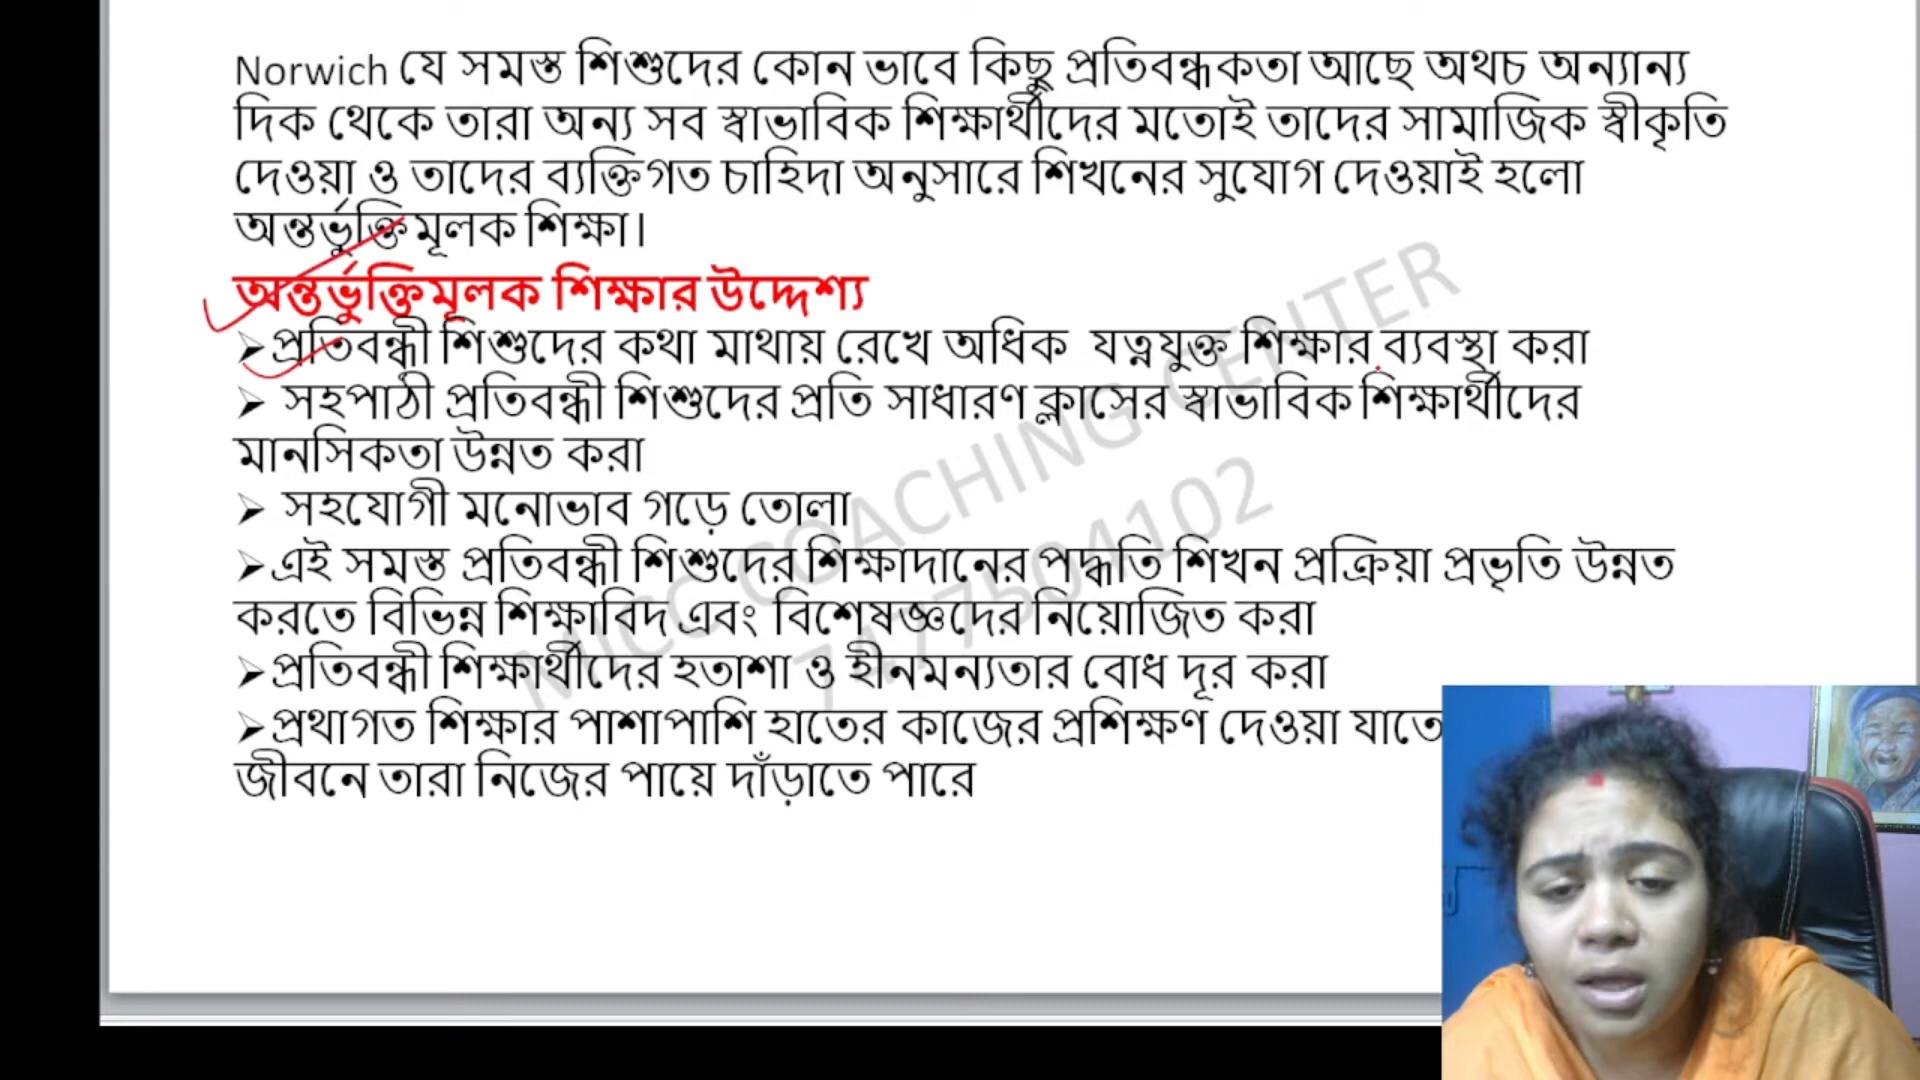 Norwich যে সমস্ত শিশুদের কোন ভাবে কিছু প্রতিবন্ধকতা আছে অথচ অন্যান্য
দিক থেকে তারা অন্য সব স্বাভাবিক শিক্ষার্থীদের মতোই তাদের সামাজিক স্বীকৃতি
দেওয়া ও তাদের ব্যক্তিগত চাহিদা অনুসারে শিখনের সুযোগ দেওয়াই হলো
অন্তর্ভুক্তিমূলক শিক্ষা।
অন্তর্ভুক্তিমূলক শিক্ষার উদ্দেশ্য
➢প্রতিবন্ধী শিশুদের কথা মাথায় রেখে অধিক যত্নযুক্ত শিক্ষার ব্যবস্থা করা
➢ সহপাঠী প্রতিবন্ধী শিশুদের প্রতি সাধারণ ক্লাসের স্বাভাবিক শিক্ষার্থীদের
মানসিকতা উন্নত করা
➢ সহযোগী মনোভাব গড়ে তোলা
➢এই সমস্ত প্রতিবন্ধী শিশুদের শিক্ষাদানের পদ্ধতি শিখন প্রক্রিয়া প্রভৃতি উন্নত
করতে বিভিন্ন শিক্ষাবিদ এবং বিশেষজ্ঞদের নিয়োজিত করা
➢প্রতিবন্ধী শিক্ষার্থীদের হতাশা ও হীনমন্যতার বোধ দূর করা
➢প্রথাগত শিক্ষার পাশাপাশি হাতের কাজের প্রশিক্ষণ দেওয়া যাতে
জীবনে তারা নিজের পায়ে দাঁড়াতে পারে
COACHING CENTER
7477504102